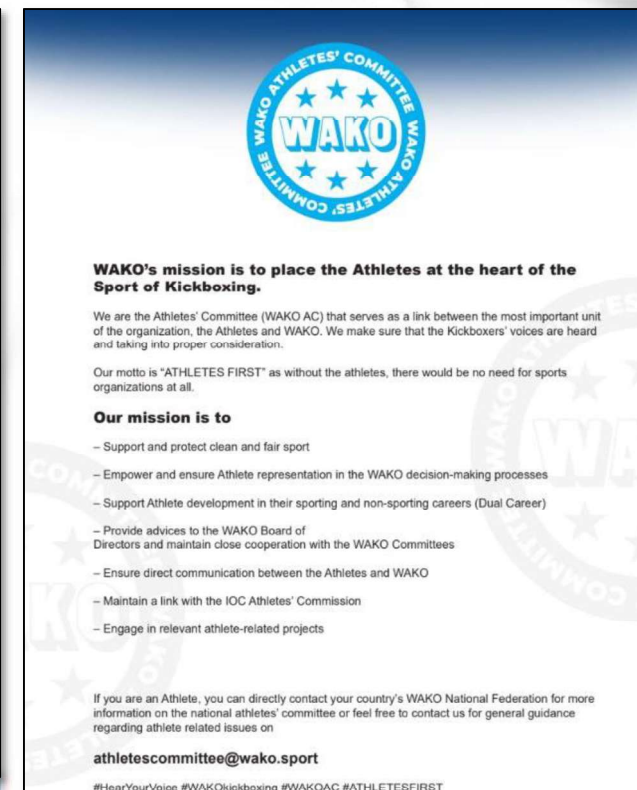 WAKO ATHLETES' COMMITTEE WAKO ATHLETES' COMMITTEE
WAKO
WAKO's mission is to place the Athletes at the heart of the
Sport of Kickboxing.
We are the Athletes' Committee (WAKO AC) that serves as a link between the most important unit
of the organization, the Athletes and WAKO. We make sure that the Kickboxers' voices are heard
and taking into proper consideration.
Our motto is "ATHLETES FIRST" as without the athletes, there would be no need for sports
organizations at all.
Our mission is to
– Support and protect clean and fair sport
– Empower and ensure Athlete representation in the WAKO decision-making processes
– Support Athlete development in their sporting and non-sporting careers (Dual Career)
– Provide advices to the WAKO Board of
Directors and maintain close cooperation with the WAKO Committees
– Ensure direct communication between the Athletes and WAKO
– Maintain a link with the IOC Athletes' Commission
– Engage in relevant athlete-related projects
If you are an Athlete, you can directly contact your country's WAKO National Federation for more
information on the national athletes' committee or feel free to contact us for general guidance
regarding athlete related issues on
athletescommittee@wako.sport
#HearYourVoice #WAKOkickboxing #WAKOAC #ATHLETESFIRST